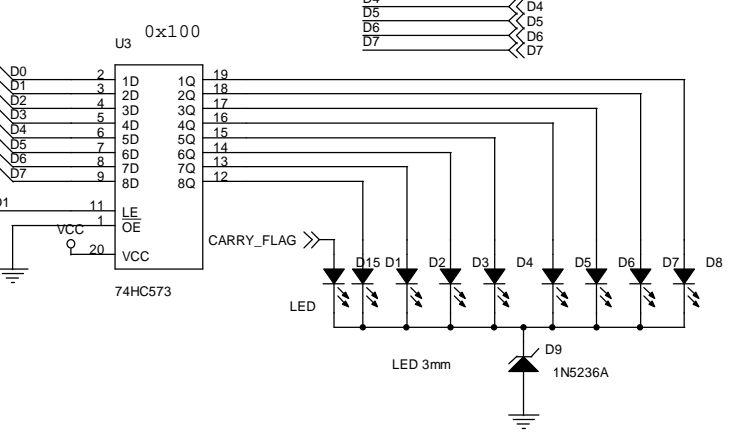 D4
D4
D5
D5
D6
D6
D7
D7
0x100
U3
D0 2 1D 1Q 19
D1 3 2D 2Q 18
D2 4 3D 3Q 17
D3 5 4D 4Q 16
D4 6 5D 5Q 15
D5 7 6D 6Q 14
D6 8 7D 7Q 13
D7 9 8D 8Q 12
11 LE
1 OE
VCC
20 VCC
CARRY_FLAG
D15 D1 D2 D3 D4 D5 D6 D7 D8
74HC573
LED
D9
LED 3mm
1N5236A